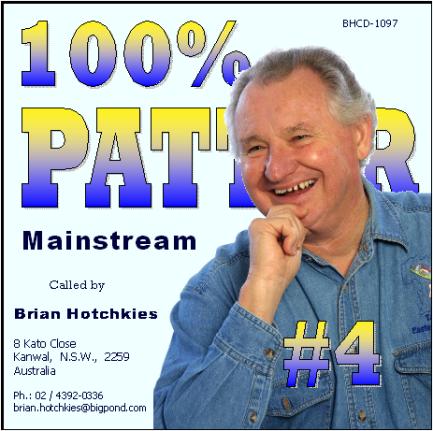 BHCD-1097
100%
PATTER
Mainstream
Called by
Brian Hotchkies
8 Kato Close
Kanwal, N.S.W., 2259
Australia
Ph.: 02 / 4392-0336
brian.hotchkies@bigpond.com
#4